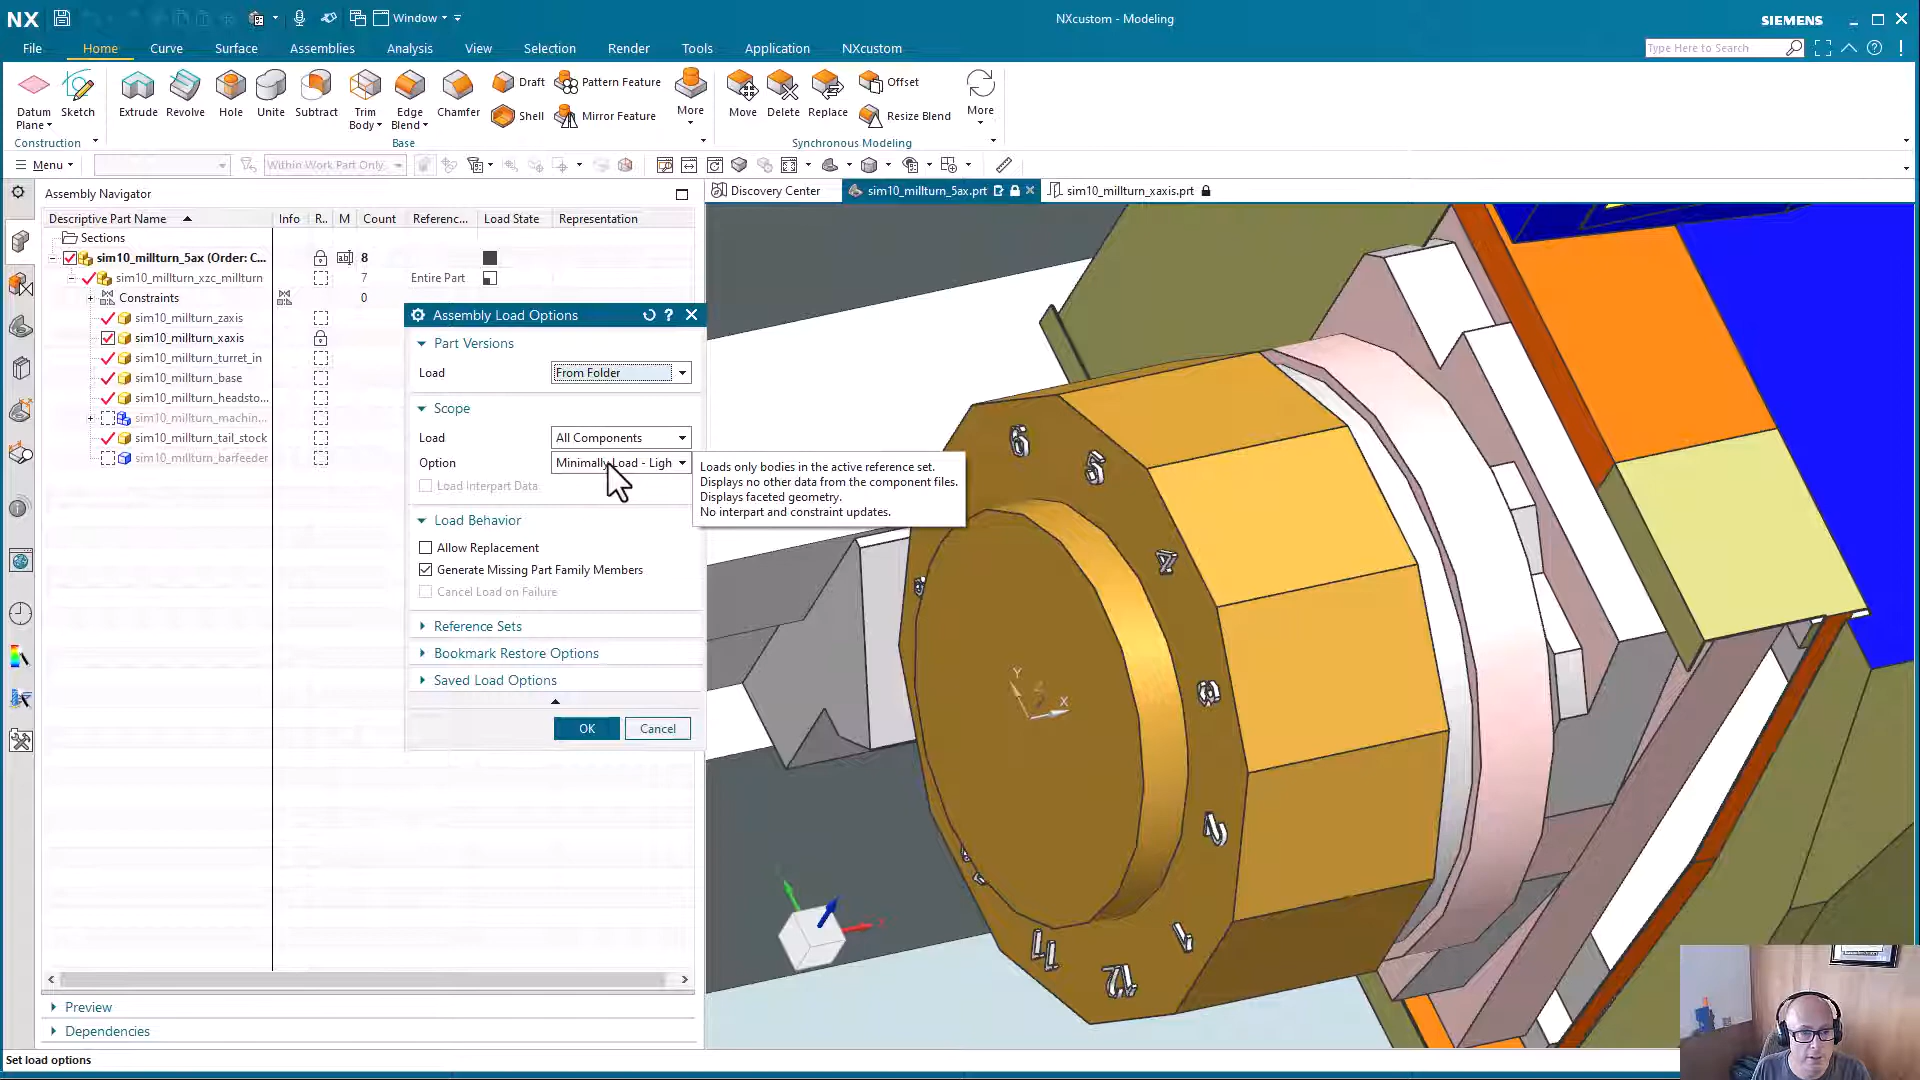 NX
Window
NXcustom - Modeling
SIEMENS
File
Home
Curve
Surface
Assemblies
Analysis
View
Selection
Render
Tools
Application
NXcustom
Type Here to Search
Datum Plane
Sketch
Extrude
Revolve
Hole
Unite
Subtract
Trim Body
Edge Blend
Chamfer
Draft
Shell
Pattern Feature
Mirror Feature
More
Move
Delete
Replace
Offset
Resize Blend
More
Construction
Base
Synchronous Modeling
Menu
Within Work Part Only
Assembly Navigator
Discovery Center
sim10_millturn_5ax.prt
sim10_millturn_xaxis.prt
Descriptive Part Name
Info
R..
M
Count
Referenc...
Load State
Representation
Sections
sim10_millturn_5ax (Order: C...
8
sim10_millturn_xzc_millturn
7
Entire Part
Constraints
0
sim10_millturn_zaxis
sim10_millturn_xaxis
sim10_millturn_turret_in
sim10_millturn_base
sim10_millturn_headsto...
sim10_millturn_machin...
sim10_millturn_tail_stock
sim10_millturn_barfeeder
Assembly Load Options
Part Versions
Load
From Folder
Scope
Load
All Components
Option
Minimally Load - Ligh
Load Interpart Data
Loads only bodies in the active reference set.
Displays no other data from the component files.
Displays faceted geometry.
No interpart and constraint updates.
Load Behavior
Allow Replacement
Generate Missing Part Family Members
Cancel Load on Failure
Reference Sets
Bookmark Restore Options
Saved Load Options
OK
Cancel
6
5
4
2
1
12
11
Y
X
Preview
Dependencies
Set load options